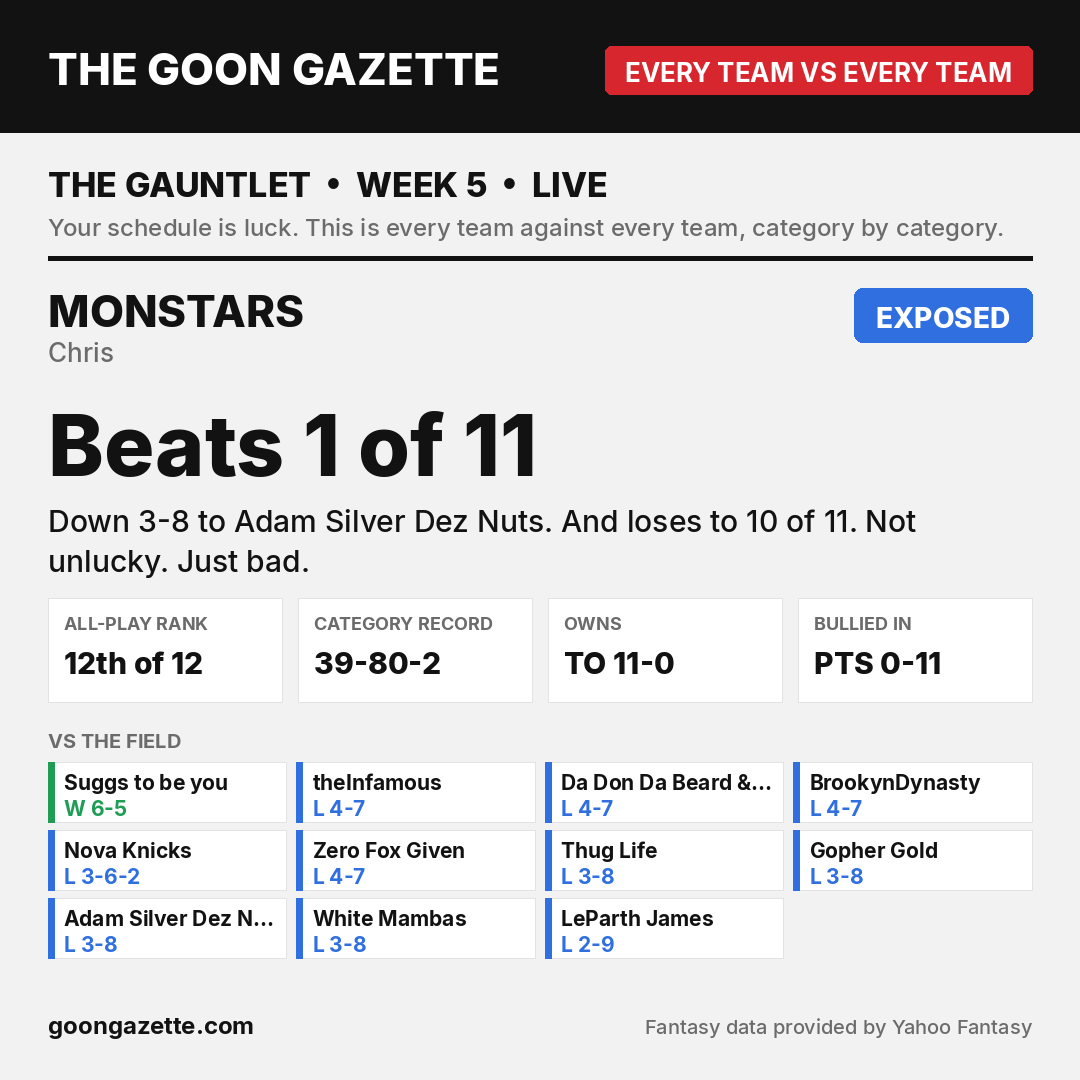 THE GOON GAZETTE
EVERY TEAM VS EVERY TEAM
THE GAUNTLET • WEEK 5 • LIVE
Your schedule is luck. This is every team against every team, category by category.
MONSTARS
EXPOSED
Chris
Beats 1 of 11
Down 3-8 to Adam Silver Dez Nuts. And loses to 10 of 11. Not
unlucky. Just bad.
ALL-PLAY RANK
12th of 12
CATEGORY RECORD
39-80-2
OWNS
TO 11-0
BULLIED IN
PTS 0-11
VS THE FIELD
Suggs to be you
W 6-5
theInfamous
L 4-7
Da Don Da Beard &...
L 4-7
BrookynDynasty
L 4-7
Nova Knicks
L 3-6-2
Zero Fox Given
L 4-7
Thug Life
L 3-8
Gopher Gold
L 3-8
Adam Silver Dez N...
L 3-8
White Mambas
L 3-8
LeParth James
L 2-9
goongazette.com
Fantasy data provided by Yahoo Fantasy